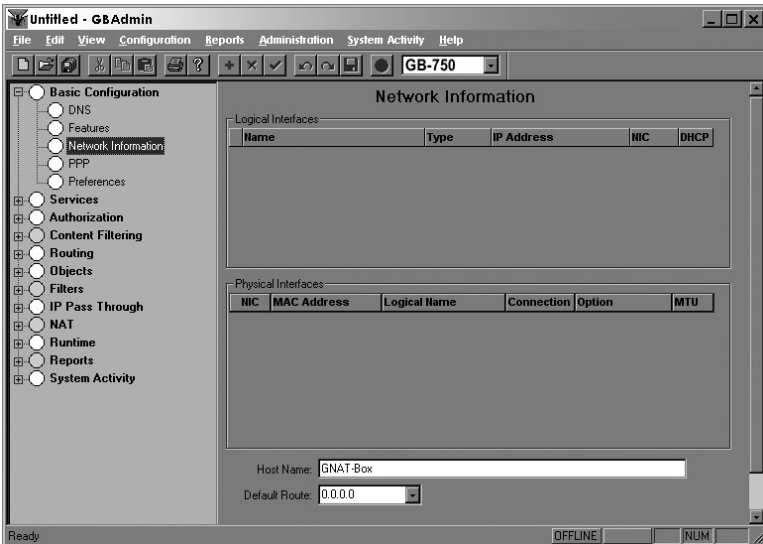 Untitled - GBAdmin
File Edit View Configuration Reports Administration System Activity Help
GB-750
Basic Configuration
DNS
Features
Network Information
PPP
Preferences
Services
Authorization
Content Filtering
Routing
Objects
Filters
IP Pass Through
NAT
Runtime
Reports
System Activity
Network Information
Logical Interfaces
Name Type IP Address NIC DHCP
Physical Interfaces
NIC MAC Address Logical Name Connection Option MTU
Host Name: GNAT-Box
Default Route: 0.0.0.0
Ready OFFLINE NUM